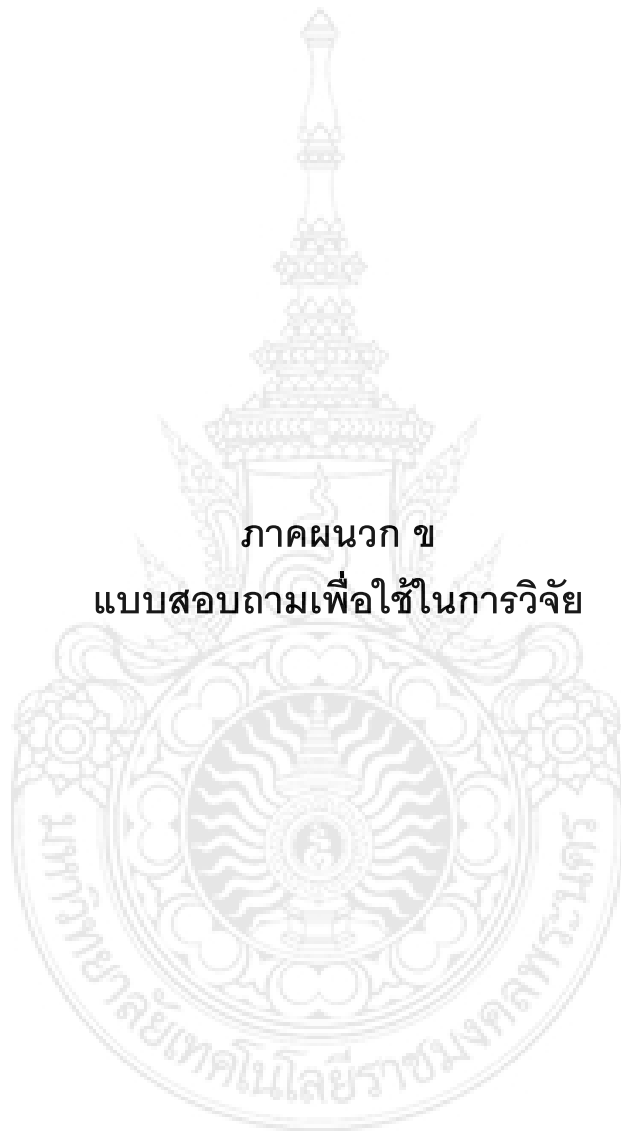 ภาคผนวก ข
แบบสอบถามเพื่อใช้ในการวิจัย
มหาวิทยาลัยเทคโนโลยีราชมงคลพระนคร